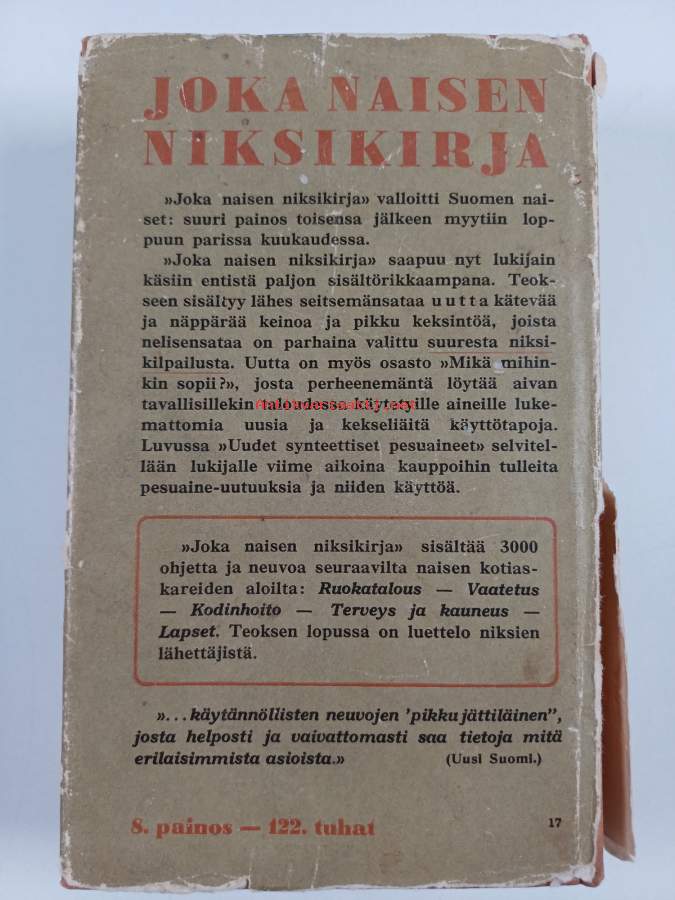 JOKA NAISEN
NIKSIKIRJA
»Joka naisen niksikirja» valloitti Suomen nai-
set: suuri painos toisensa jälkeen myytiin lop-
puun parissa kuukaudessa.
»Joka naisen niksikirja» saapuu nyt lukijain
käsiin entistä paljon sisältörikkaampana. Teok-
seen sisältyy lähes seitsemänsataa uutta kätevää
ja näppärää keinoa ja pikku keksintöä, joista
nelisensataa on parhaina valittu suuresta niksi-
kilpailusta. Uutta on myös osasto »Mikä mihin-
kin sopii?», josta perheenemäntä löytää aivan
tavallisillekin taloudessa käytetyille aineille luke-
mattomia uusia ja kekseliäitä käyttötapoja.
Luvussa »Uudet synteettiset pesuaineet» selvitel-
lään lukijalle viime aikoina kauppoihin tulleita
pesuaine-uutuuksia ja niiden käyttöä.
»Joka naisen niksikirja» sisältää 3000
ohjetta ja neuvoa seuraavilta naisen kotias-
kareiden aloilta: Ruokatalous — Vaatetus
— Kodinhoito — Terveys ja kauneus —
Lapset. Teoksen lopussa on luettelo niksien
lähettäjistä.
»...käytännöllisten neuvojen 'pikku jättiläinen",
josta helposti ja vaivattomasti saa tietoja mitä
erilaisimmista asioista.» (Uusi Suomi.)
8. painos — 122. tuhat 17